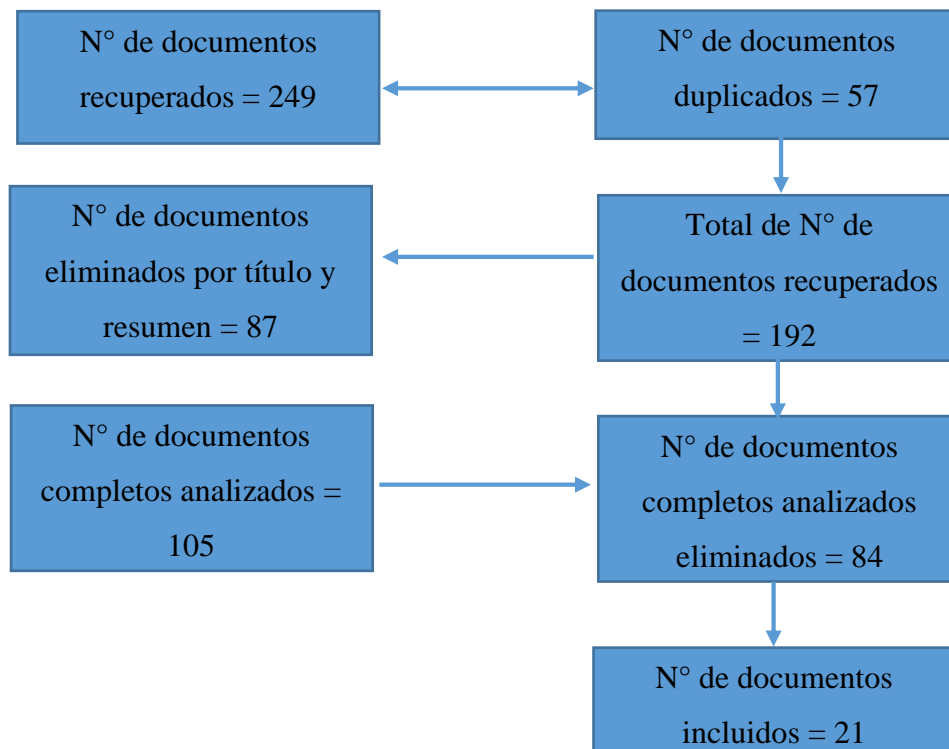 N° de documentos
recuperados = 249
N° de documentos
duplicados = 57
N° de documentos
eliminados por título y
resumen = 87
Total de N° de
documentos recuperados
= 192
N° de documentos
completos analizados =
105
N° de documentos
completos analizados
eliminados = 84
N° de documentos
incluidos = 21